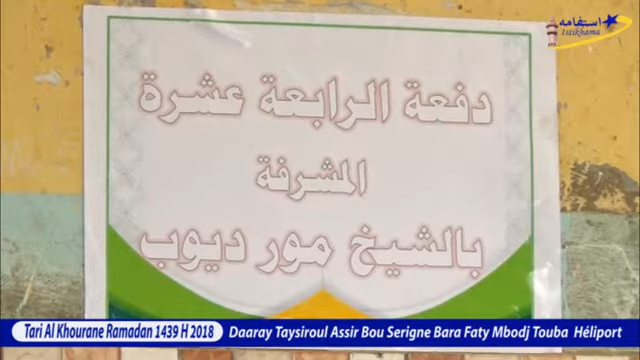 استقامة
Istikhama
دفعة الرابعة عشرة
المشرفة
بالشيخ مور ديوب
Tari Al Khourane Ramadan 1439 H 2018 Daaray Taysiroul Assir Bou Serigne Bara Faty Mbodj Touba Héliport